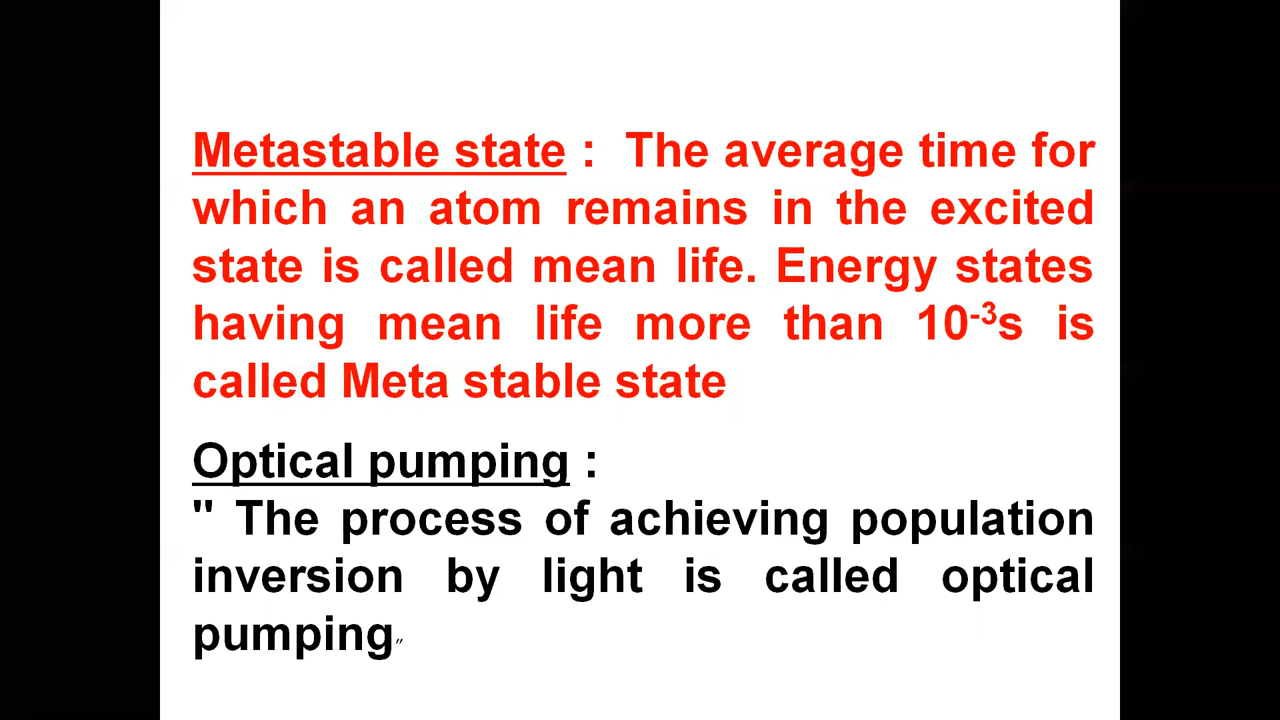 Metastable state : The average time for
which an atom remains in the excited
state is called mean life. Energy states
having mean life more than 10⁻³s is
called Meta stable state
Optical pumping :
" The process of achieving population
inversion by light is called optical
pumping″